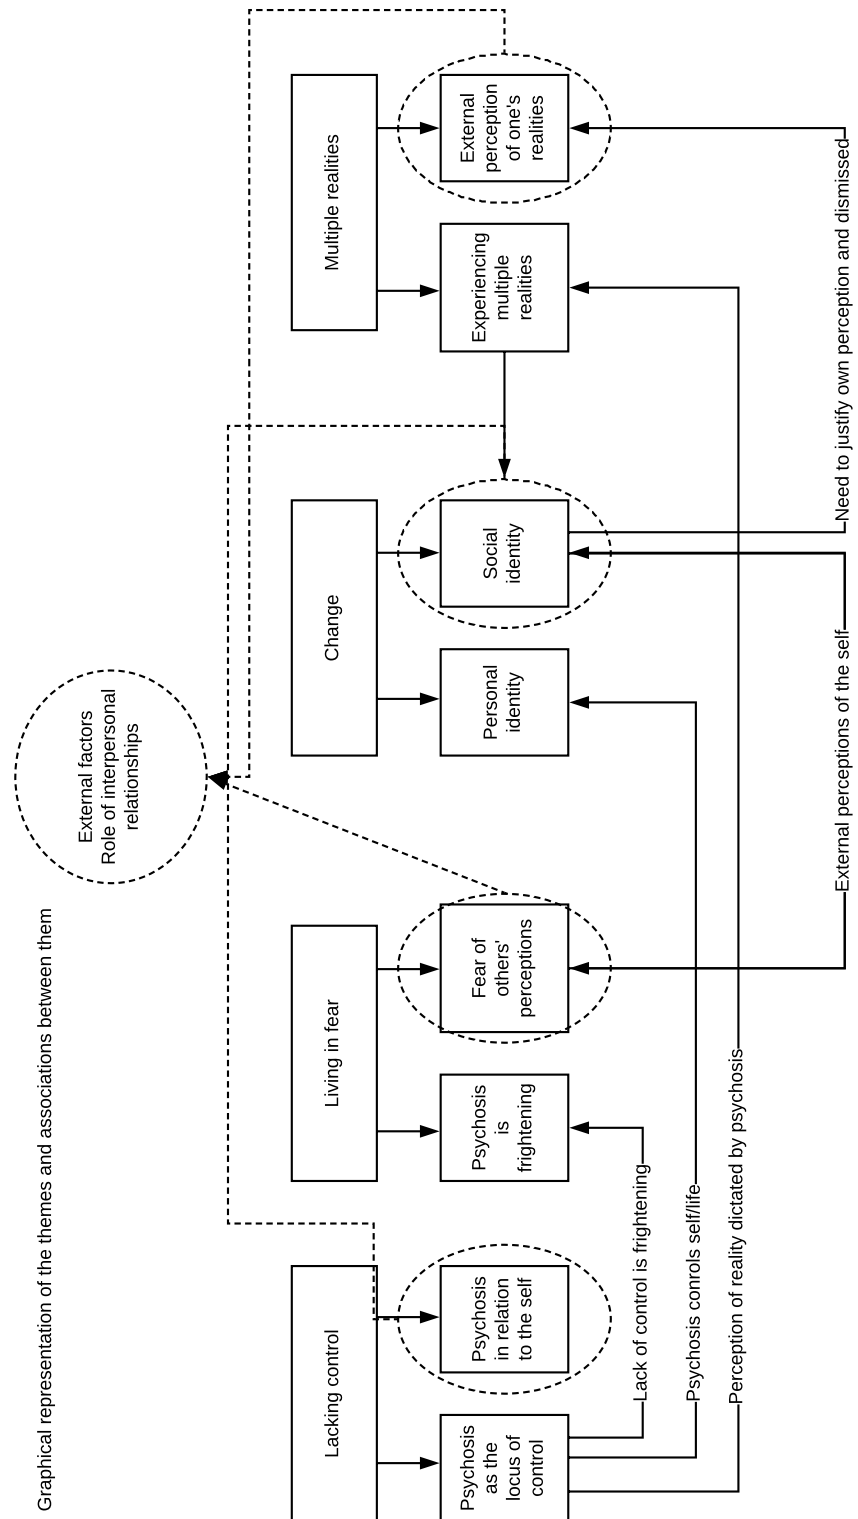 Graphical representation of the themes and associations between them
External factors
Role of interpersonal
relationships
Lacking control
Living in fear
Change
Multiple realities
Psychosis
as the
locus of
control
Psychosis
in relation
to the self
Psychosis
is
frightening
Fear of
others'
perceptions
Personal
identity
Social
identity
Experiencing
multiple
realities
External
perception
of one's
realities
Lack of control is frightening
Psychosis conrols self/life
Perception of reality dictated by psychosis
External perceptions of the self
Need to justify own perception and dismissed